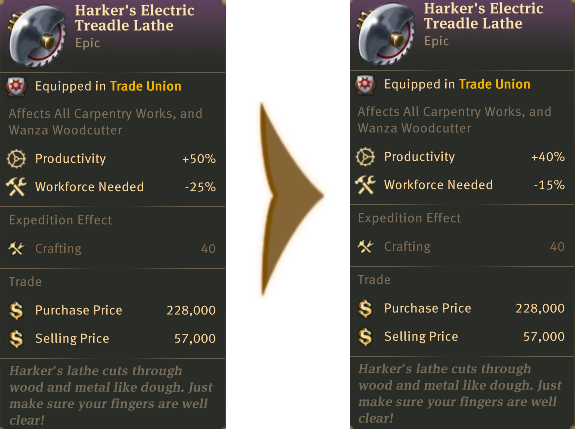 Harker's Electric
Treadle Lathe
Epic
Equipped in Trade Union
Affects All Carpentry Works, and
Wanza Woodcutter
Productivity +50%
Workforce Needed -25%
Expedition Effect
Crafting 40
Trade
Purchase Price 228,000
Selling Price 57,000
Harker's lathe cuts through
wood and metal like dough. Just
make sure your fingers are well
clear!
Harker's Electric
Treadle Lathe
Epic
Equipped in Trade Union
Affects All Carpentry Works, and
Wanza Woodcutter
Productivity +40%
Workforce Needed -15%
Expedition Effect
Crafting 40
Trade
Purchase Price 228,000
Selling Price 57,000
Harker's lathe cuts through
wood and metal like dough. Just
make sure your fingers are well
clear!